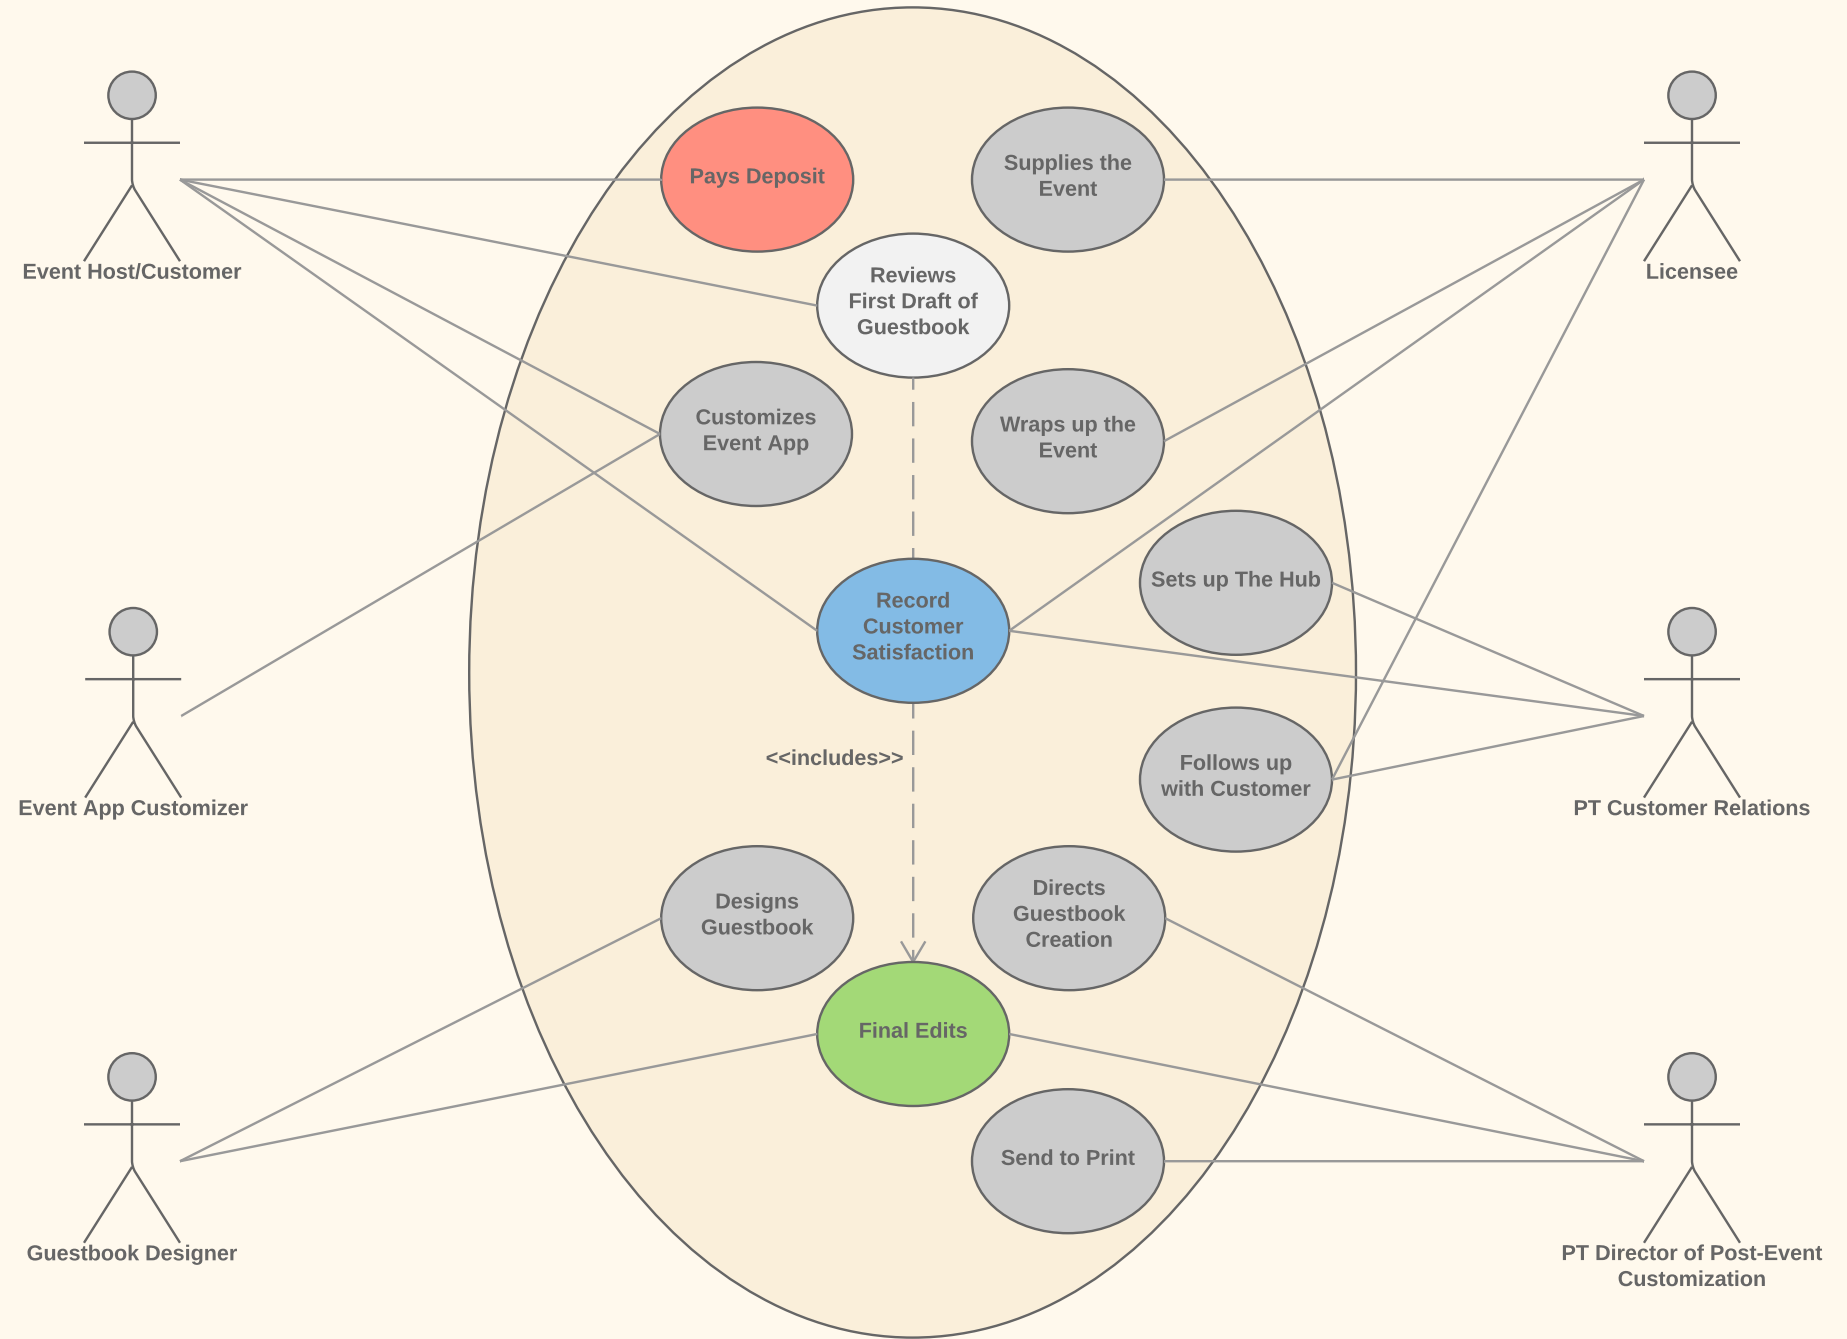 Pays Deposit
Supplies the
Event
Event Host/Customer
Licensee
Reviews
First Draft of
Guestbook
Customizes
Event App
Wraps up the
Event
Sets up The Hub
Record
Customer
Satisfaction
<<includes>>
Follows up
with Customer
Event App Customizer
PT Customer Relations
Designs
Guestbook
Directs
Guestbook
Creation
Final Edits
Send to Print
Guestbook Designer
PT Director of Post-Event
Customization